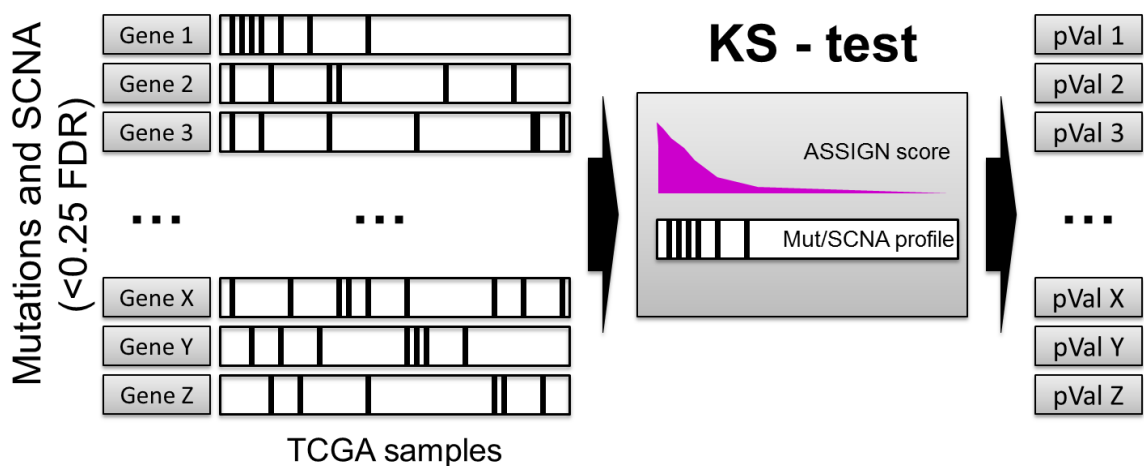 Mutations and SCNA
(<0.25 FDR)
Gene 1
Gene 2
Gene 3
...
...
Gene X
Gene Y
Gene Z
TCGA samples
KS - test
ASSIGN score
Mut/SCNA profile
pVal 1
pVal 2
pVal 3
...
pVal X
pVal Y
pVal Z